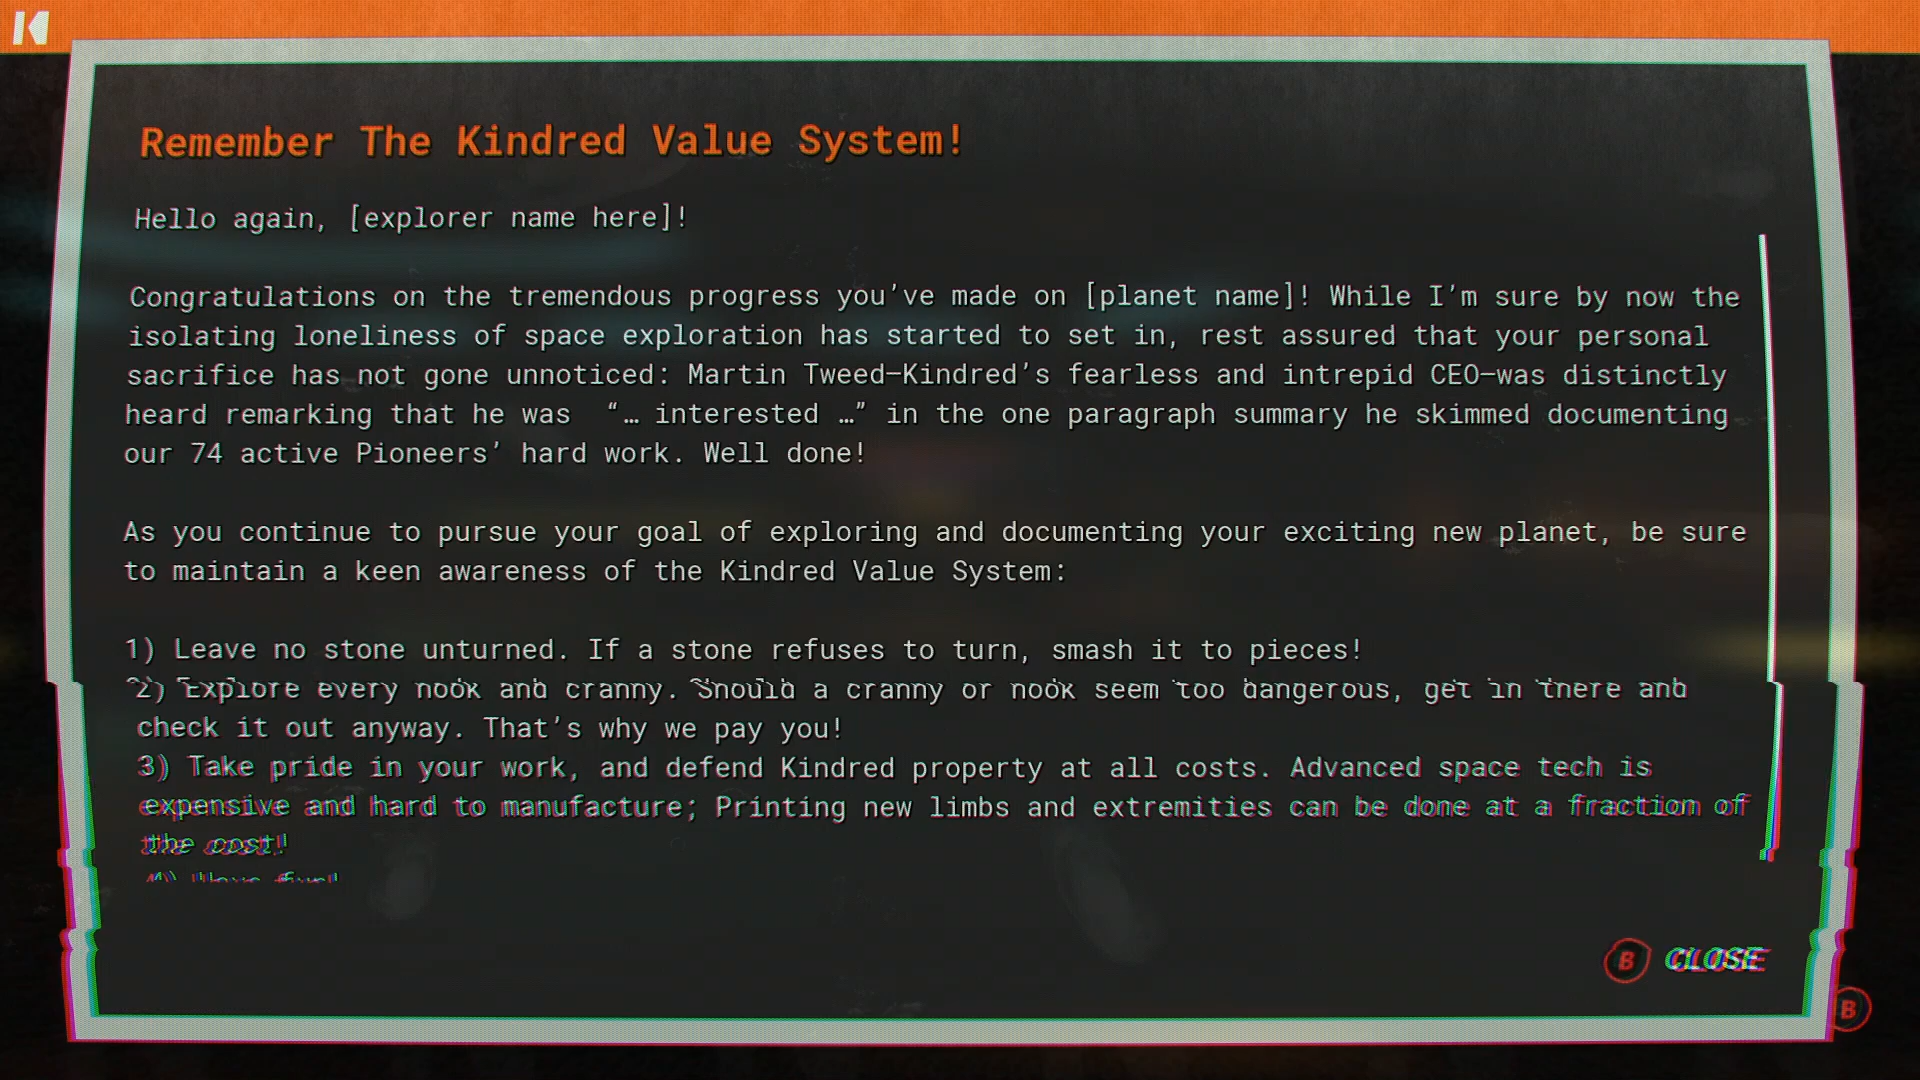 Remember The Kindred Value System!
Hello again, [explorer name here]!
Congratulations on the tremendous progress you’ve made on [planet name]! While I’m sure by now the
isolating loneliness of space exploration has started to set in, rest assured that your personal
sacrifice has not gone unnoticed: Martin Tweed—Kindred’s fearless and intrepid CEO—was distinctly
heard remarking that he was  “… interested …” in the one paragraph summary he skimmed documenting
our 74 active Pioneers’ hard work. Well done!
As you continue to pursue your goal of exploring and documenting your exciting new planet, be sure
to maintain a keen awareness of the Kindred Value System:
1) Leave no stone unturned. If a stone refuses to turn, smash it to pieces!
2) Explore every nook and cranny. Should a cranny or nook seem too dangerous, get in there and
check it out anyway. That’s why we pay you!
3) Take pride in your work, and defend Kindred property at all costs. Advanced space tech is
expensive and hard to manufacture; Printing new limbs and extremities can be done at a fraction of
the cost!
4) Have fun!
B CLOSE
B